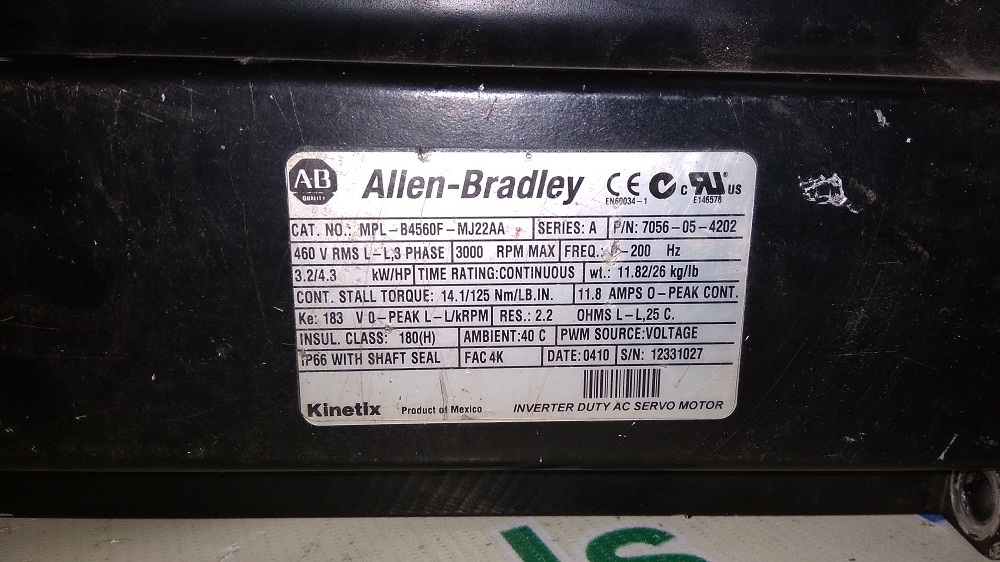 AB
QUALITY
Allen-Bradley CE c RU US
EN60034-1 E146578
CAT. NO.: MPL-B4560F-MJ22AA SERIES: A P/N: 7056-05-4202
460 V RMS L-L,3 PHASE 3000 RPM MAX FREQ.: -200 Hz
3.2/4.3 kW/HP TIME RATING:CONTINUOUS wt.: 11.82/26 kg/lb
CONT. STALL TORQUE: 14.1/125 Nm/LB.IN. 11.8 AMPS 0-PEAK CONT.
Ke: 183 V 0-PEAK L-L/kRPM RES.: 2.2 OHMS L-L,25 C.
INSUL. CLASS: 180(H) AMBIENT:40 C PWM SOURCE:VOLTAGE
IP66 WITH SHAFT SEAL FAC 4K DATE:0410 S/N: 12331027
Kinetix Product of Mexico INVERTER DUTY AC SERVO MOTOR